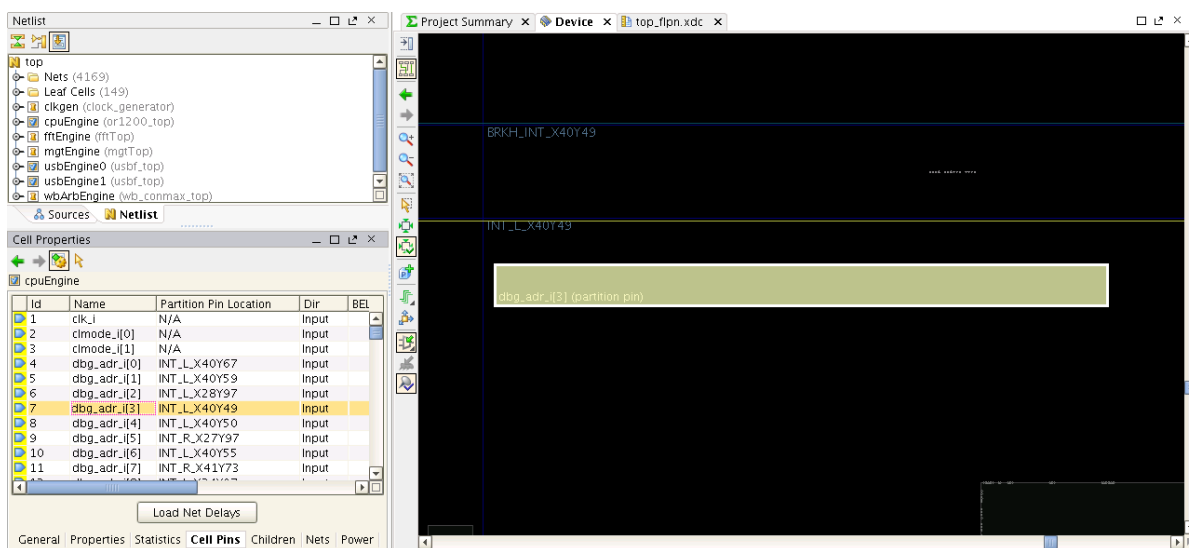 Netlist
top
Nets (4169)
Leaf Cells (149)
clkgen (clock_generator)
cpuEngine (or1200_top)
fftEngine (fftTop)
mgtEngine (mgtTop)
usbEngine0 (usbf_top)
usbEngine1 (usbf_top)
wbArbEngine (wb_conmax_top)
Sources Netlist
Cell Properties
cpuEngine
Id Name Partition Pin Location Dir BEL
1 clk_i N/A Input
2 clmode_i[0] N/A Input
3 clmode_i[1] N/A Input
4 dbg_adr_i[0] INT_L_X40Y67 Input
5 dbg_adr_i[1] INT_L_X40Y59 Input
6 dbg_adr_i[2] INT_L_X28Y97 Input
7 dbg_adr_i[3] INT_L_X40Y49 Input
8 dbg_adr_i[4] INT_L_X40Y50 Input
9 dbg_adr_i[5] INT_R_X27Y97 Input
10 dbg_adr_i[6] INT_L_X40Y55 Input
11 dbg_adr_i[7] INT_R_X41Y73 Input
Load Net Delays
General Properties Statistics Cell Pins Children Nets Power
Project Summary Device top_flpn.xdc
BRKH_INT_X40Y49
INT_L_X40Y49
dbg_adr_i[3] (partition pin)